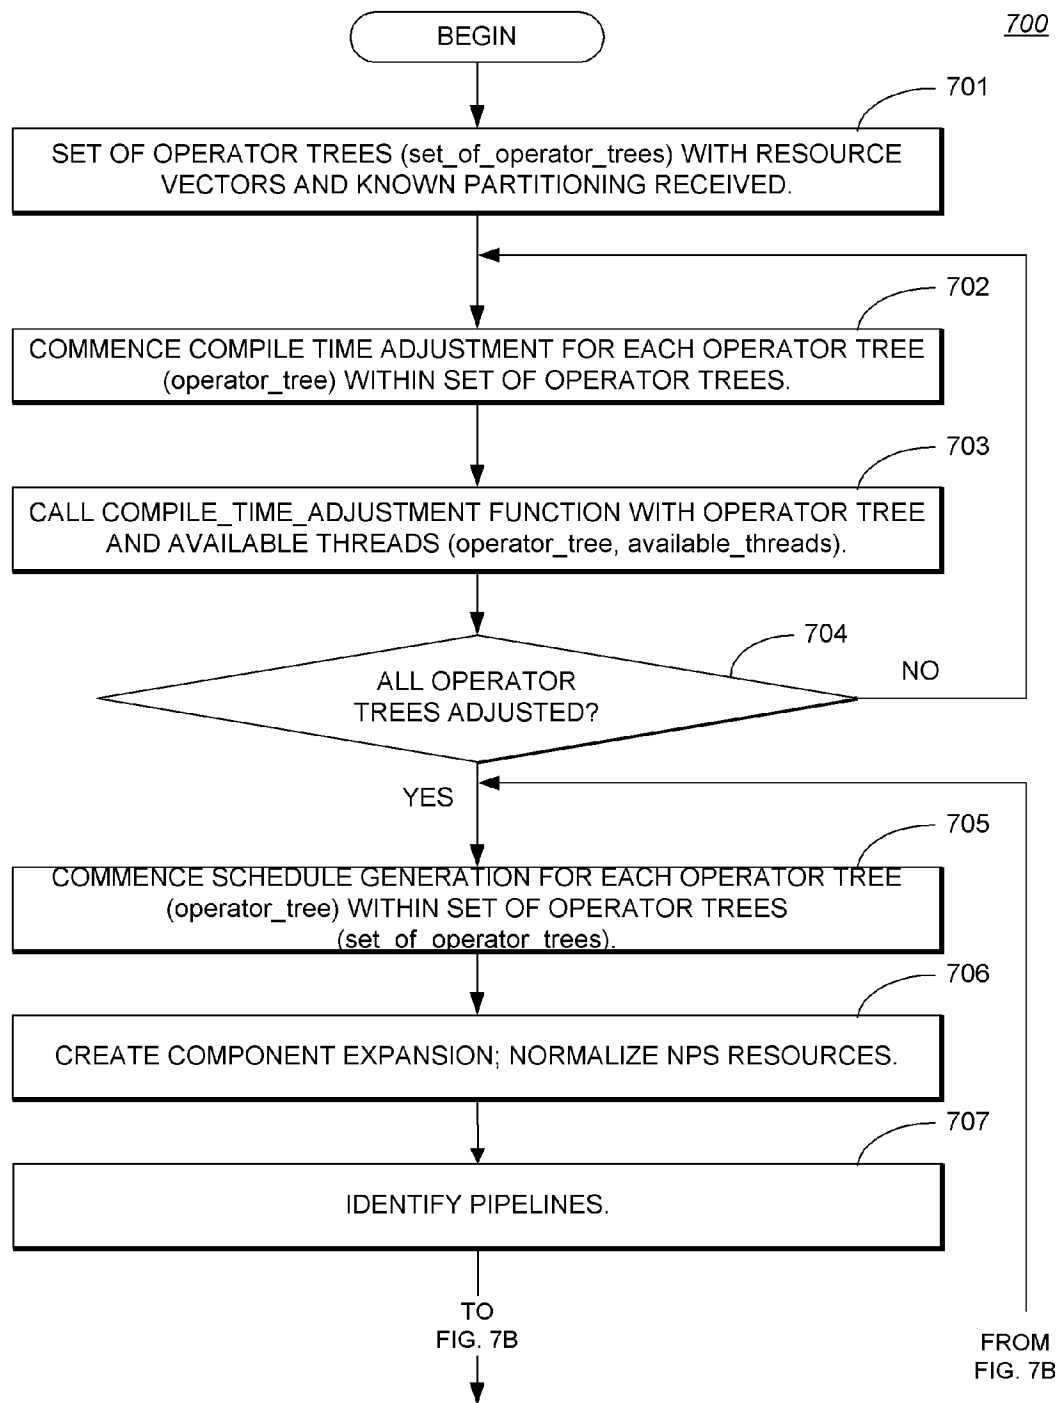 BEGIN
700
701
SET OF OPERATOR TREES (set_of_operator_trees) WITH RESOURCE
VECTORS AND KNOWN PARTITIONING RECEIVED.
702
COMMENCE COMPILE TIME ADJUSTMENT FOR EACH OPERATOR TREE
(operator_tree) WITHIN SET OF OPERATOR TREES.
703
CALL COMPILE_TIME_ADJUSTMENT FUNCTION WITH OPERATOR TREE
AND AVAILABLE THREADS (operator_tree, available_threads).
704
ALL OPERATOR
TREES ADJUSTED?
NO
YES
705
COMMENCE SCHEDULE GENERATION FOR EACH OPERATOR TREE
(operator_tree) WITHIN SET OF OPERATOR TREES
(set_of_operator_trees).
706
CREATE COMPONENT EXPANSION; NORMALIZE NPS RESOURCES.
707
IDENTIFY PIPELINES.
TO
FIG. 7B
FROM
FIG. 7B